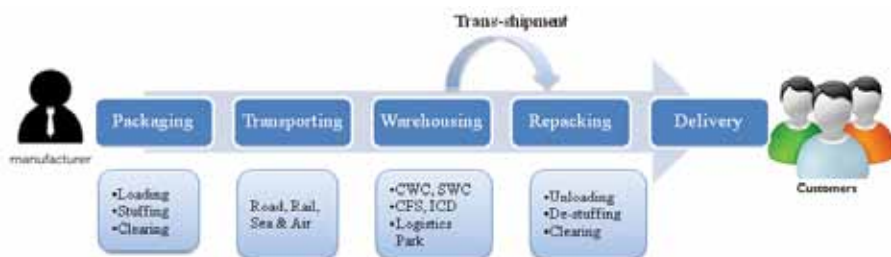 Trans-shipment
Packaging
Transporting
Warehousing
Repacking
Delivery
manufacturer
Customers
•Loading
•Stuffing
•Clearing
Road, Rail,
Sea & Air
•CWC, SWC
•CFS, ICD
•Logistics
Park
•Unloading
•De-stuffing
•Clearing